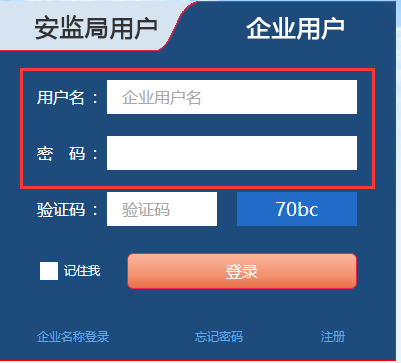 安监局用户 企业用户
用户名： 企业用户名
密 码：
验证码： 验证码 70bc
记住我 登录
企业名称登录 忘记密码 注册